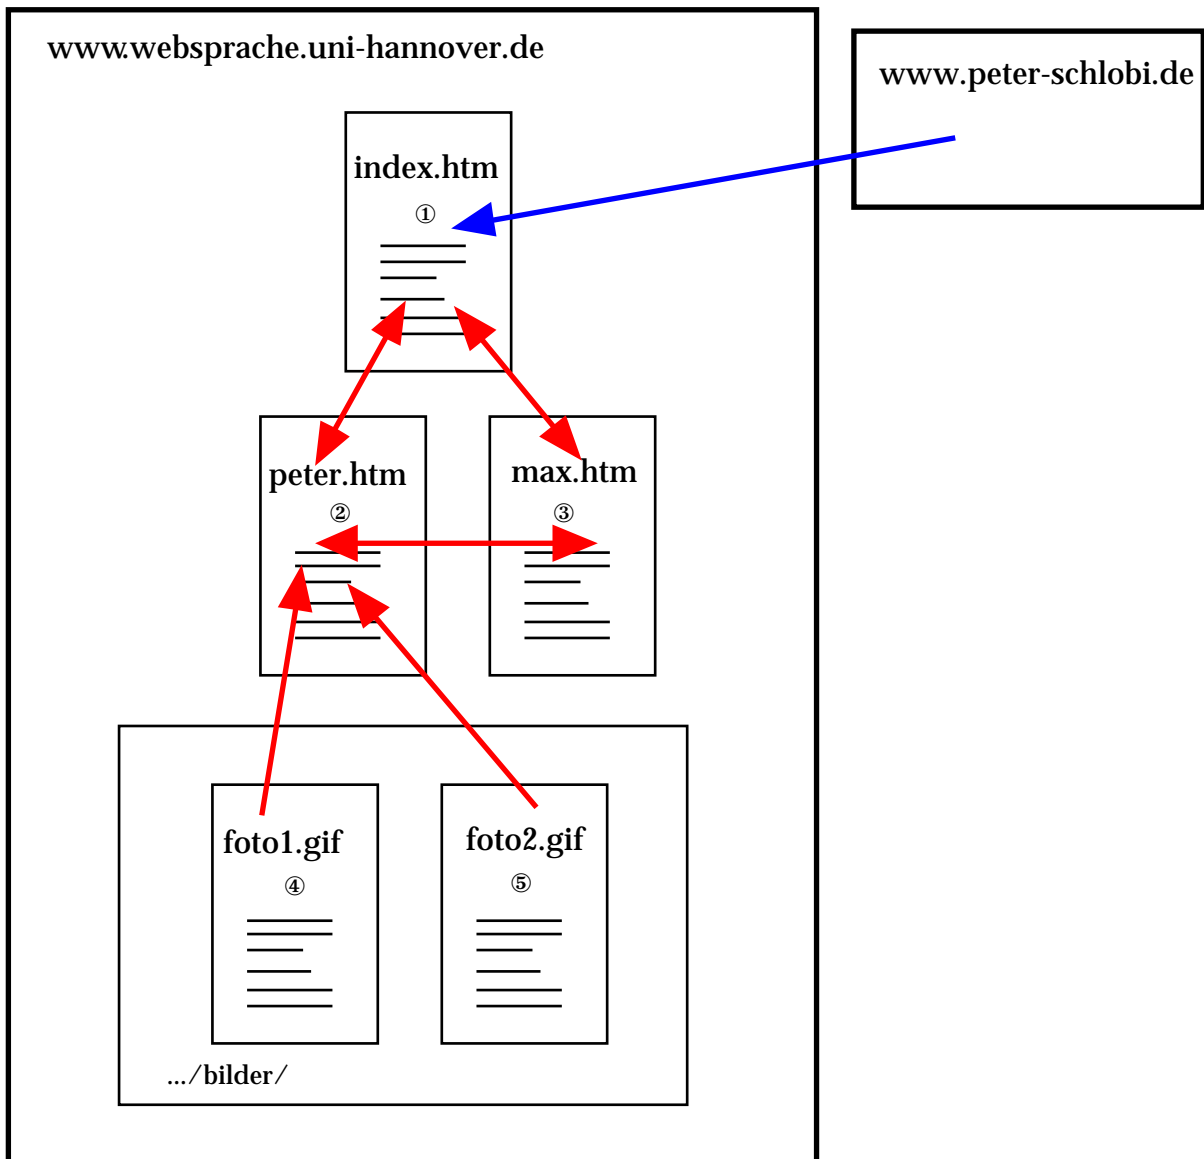 www.websprache.uni-hannover.de
www.peter-schlobi.de
index.htm
①
peter.htm
②
max.htm
③
foto1.gif
④
foto2.gif
⑤
.../bilder/